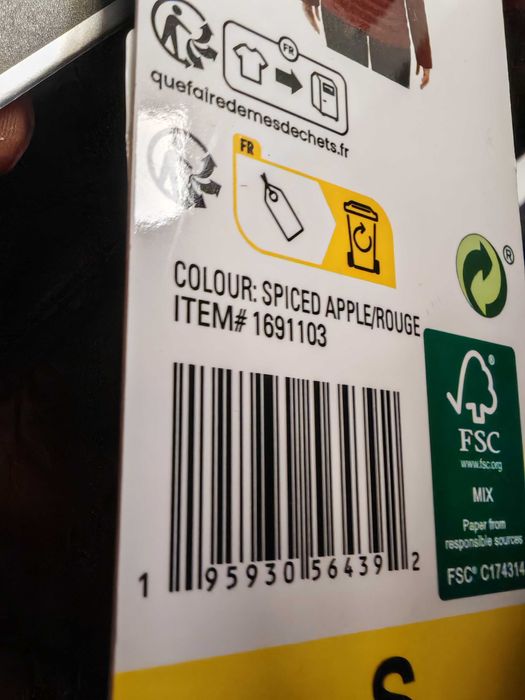 FR
quefairedemesdechets.fr
FR
COLOUR: SPICED APPLE/ROUGE
ITEM# 1691103
®
FSC
www.fsc.org
MIX
Paper from
responsible sources
FSC® C174314
1 95930 56439 2
S